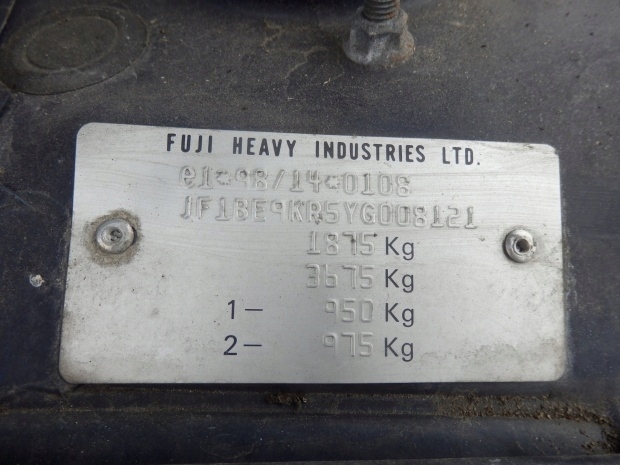 FUJI HEAVY INDUSTRIES LTD.
e1*98/14*0108
JF1BE9KR5YG008121
1875 Kg
3675 Kg
1- 950 Kg
2- 975 Kg